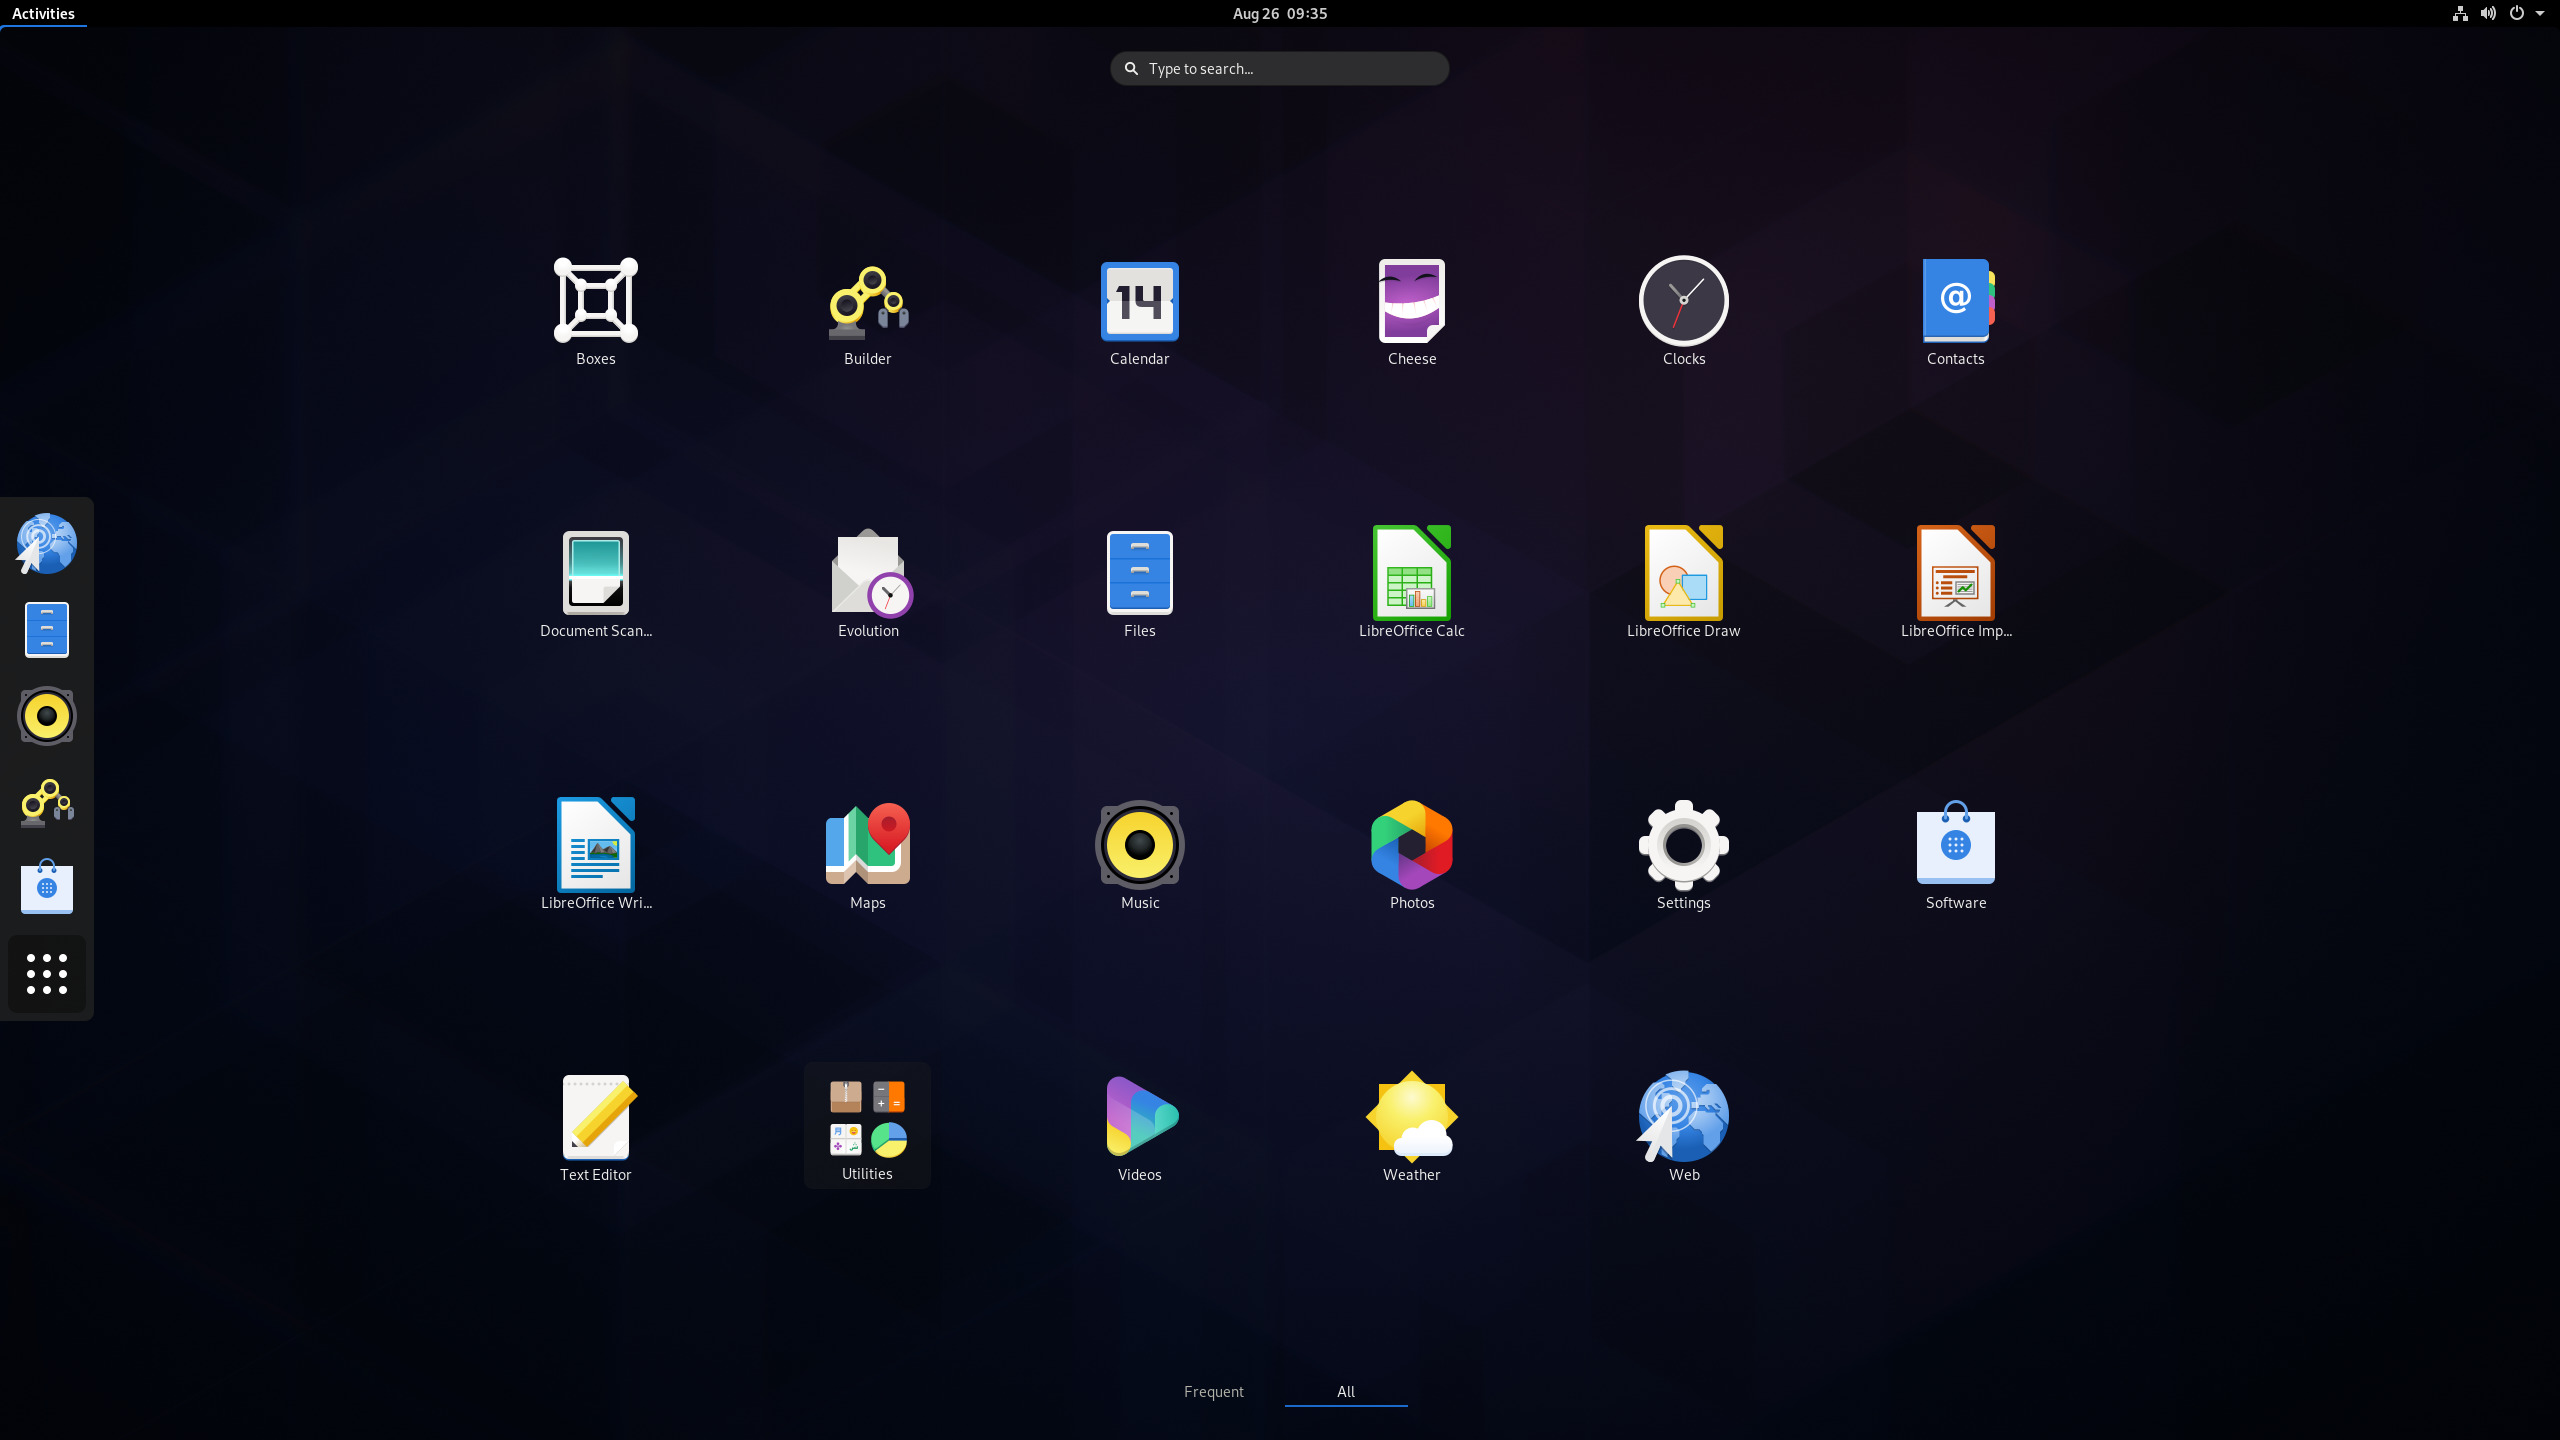 Activities
Aug 26 09:35
Type to search...
14
@
Boxes
Builder
Calendar
Cheese
Clocks
Contacts
Document Scan...
Evolution
Files
LibreOffice Calc
LibreOffice Draw
LibreOffice Imp...
LibreOffice Wri...
Maps
Music
Photos
Settings
Software
Text Editor
Utilities
Videos
Weather
Web
Frequent
All